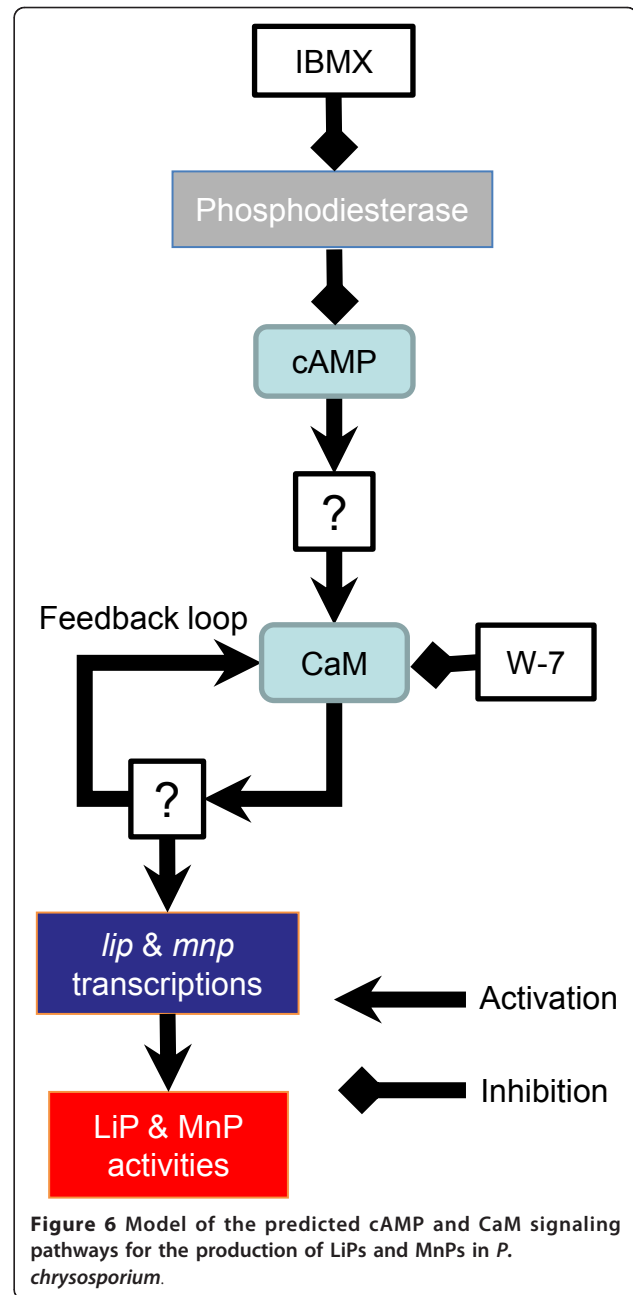 IBMX
Phosphodiesterase
cAMP
?
Feedback loop
CaM
W-7
?
lip & mnp
transcriptions
Activation
Inhibition
LiP & MnP
activities
Figure 6 Model of the predicted cAMP and CaM signaling
pathways for the production of LiPs and MnPs in P.
chrysosporium.